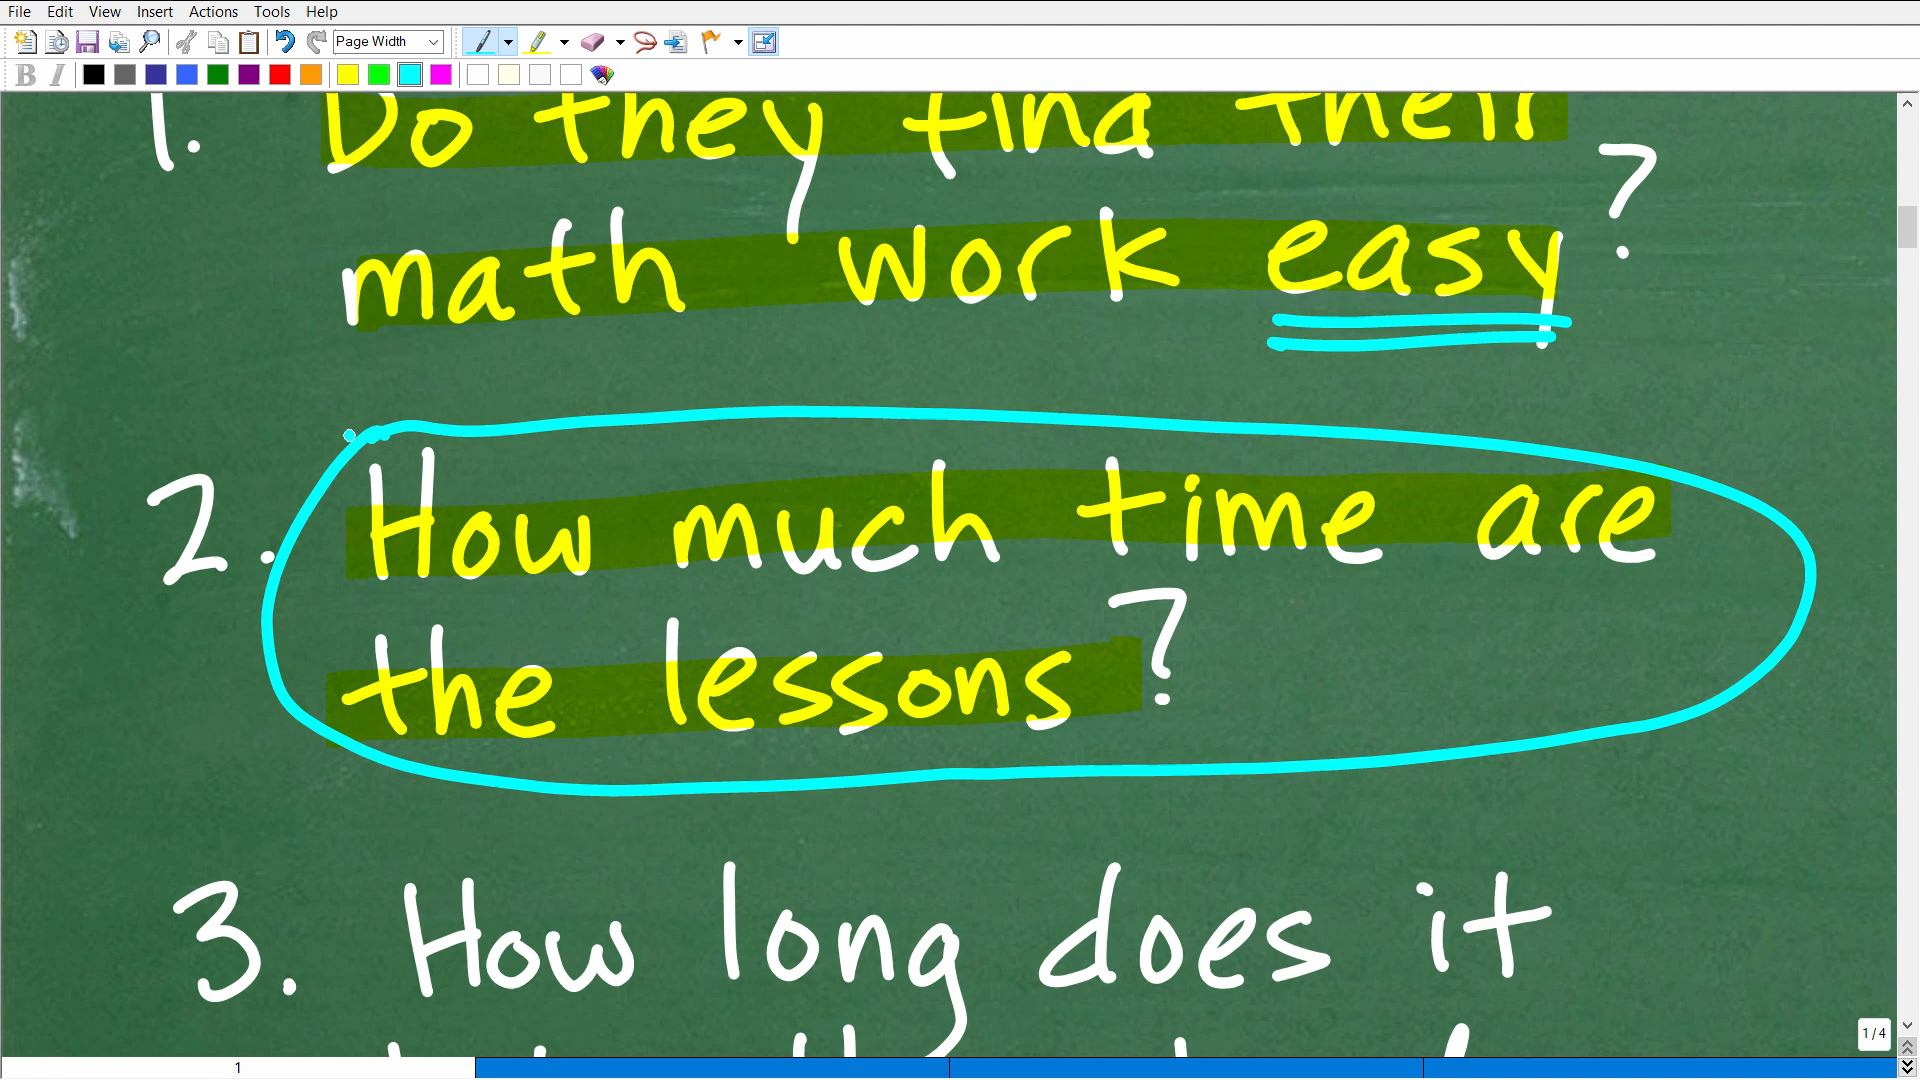 File Edit View Insert Actions Tools Help
Page Width
B I
1. Do they find their
math work easy?
2. How much time are
the lessons?
3. How long does it
1/4
1